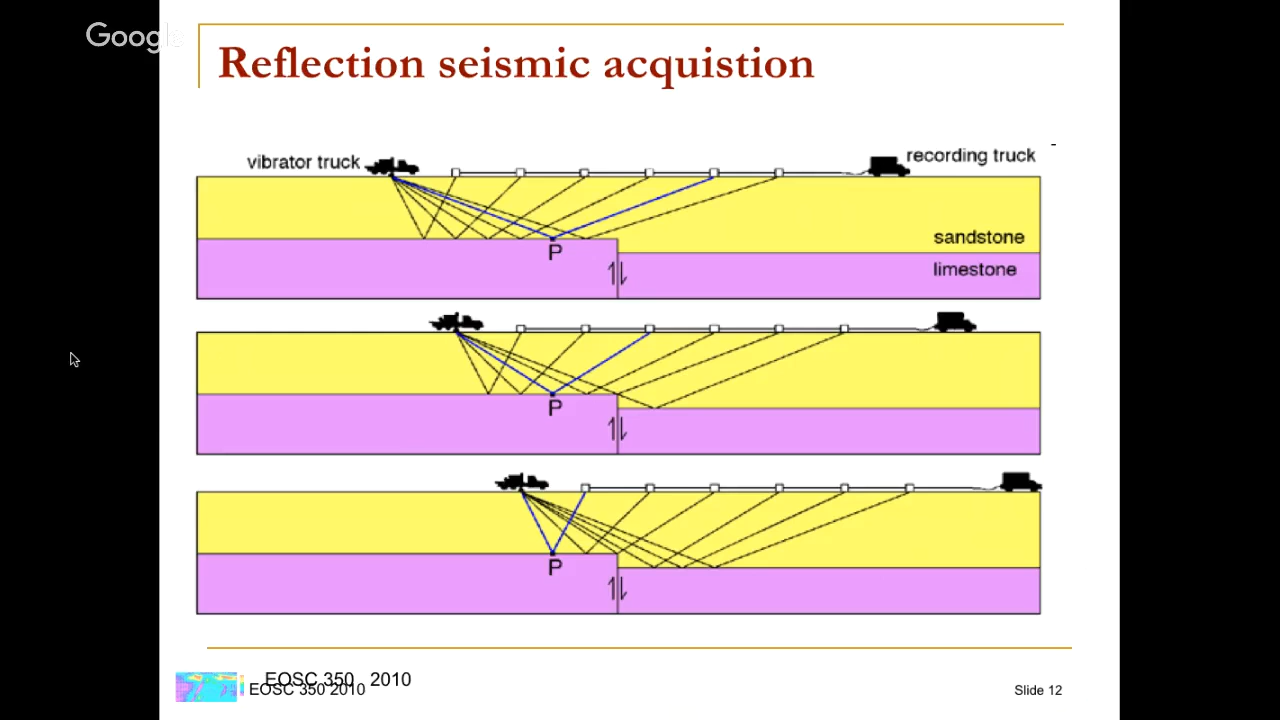 Google
Reflection seismic acquistion
vibrator truck
recording truck
sandstone
limestone
P
P
P
EOSC 350 2010
EOSC 350 2010
Slide 12